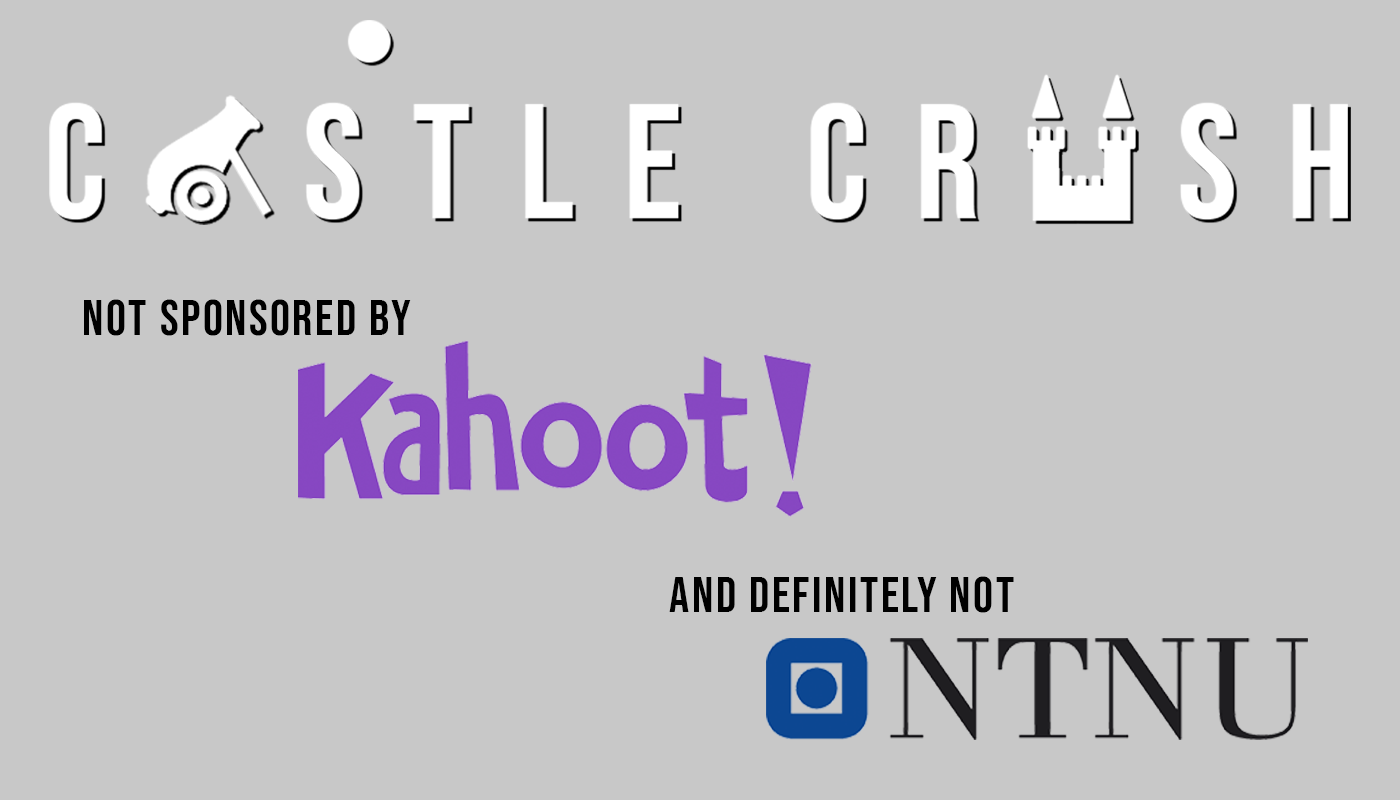 CASTLE CRUSH
NOT SPONSORED BY
Kahoot!
AND DEFINITELY NOT
NTNU